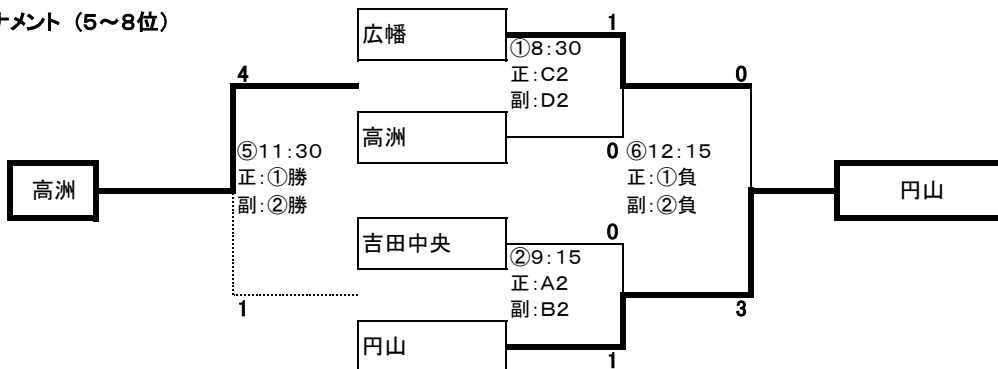 ナメント（5～8位）
広幡
1
①8:30
正:C2
副:D2
4
0
高洲
0
⑤11:30
正:①勝
副:②勝
⑥12:15
正:①負
副:②負
高洲
円山
吉田中央
0
②9:15
正:A2
副:B2
1
3
円山
1